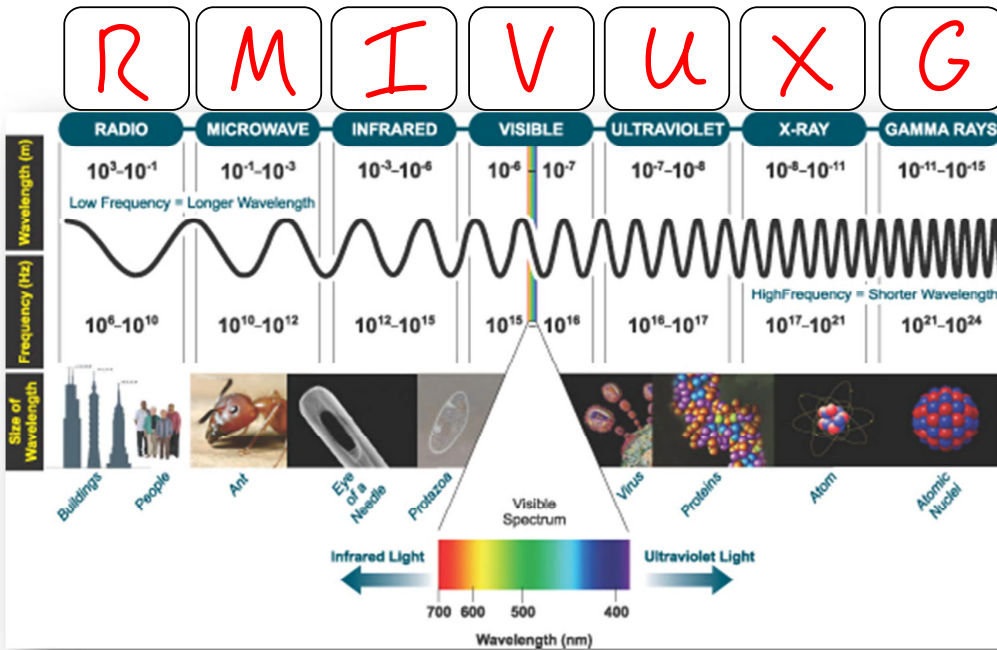 R M I V U X G
RADIO MICROWAVE INFRARED VISIBLE ULTRAVIOLET X-RAY GAMMA RAYS
Wavelength (m)
10³-10⁻¹ 10⁻¹-10⁻³ 10⁻³-10⁻⁶ 10⁻⁶ - 10⁻⁷ 10⁻⁷-10⁻⁸ 10⁻⁸-10⁻¹¹ 10⁻¹¹-10⁻¹⁵
Low Frequency = Longer Wavelength
HighFrequency = Shorter Wavelength
Frequency (Hz)
10⁶-10¹⁰ 10¹⁰-10¹² 10¹²-10¹⁵ 10¹⁵ - 10¹⁶ 10¹⁶-10¹⁷ 10¹⁷-10²¹ 10²¹-10²⁴
Size of
Wavelength
Buildings
People
Ant
Eye
of a
Needle
Protazoa
Virus
Proteins
Atom
Atomic
Nuclei
Visible
Spectrum
Infrared Light
Ultraviolet Light
700 600 500 400
Wavelength (nm)